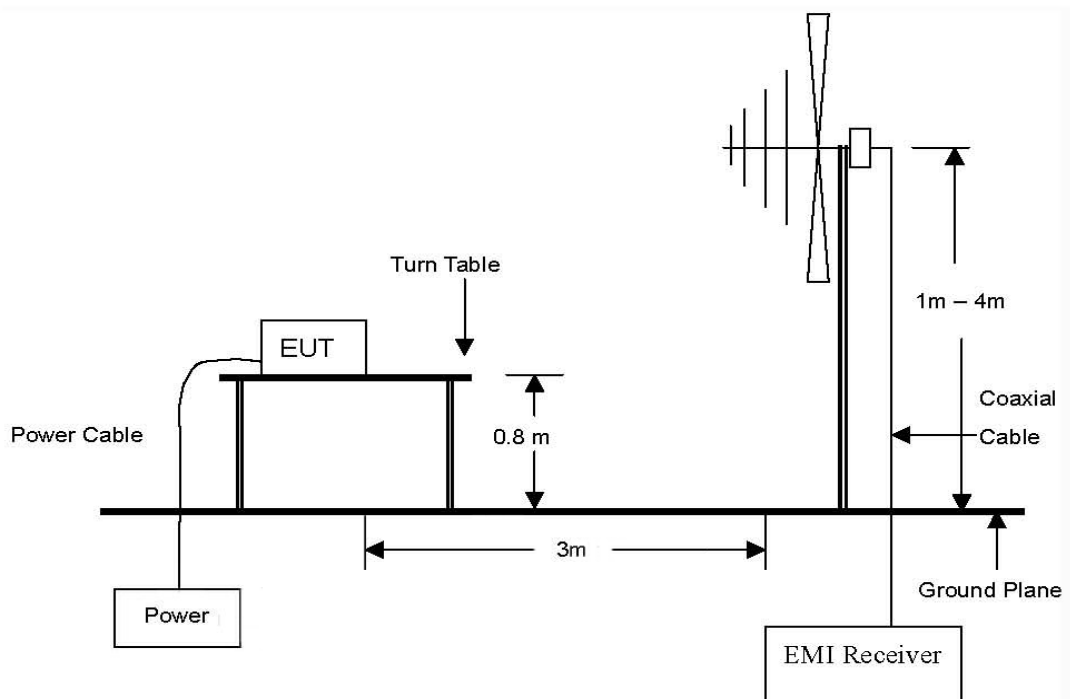 Turn Table
1m – 4m
EUT
Coaxial
Cable
0.8 m
Power Cable
3m
Ground Plane
Power
EMI Receiver